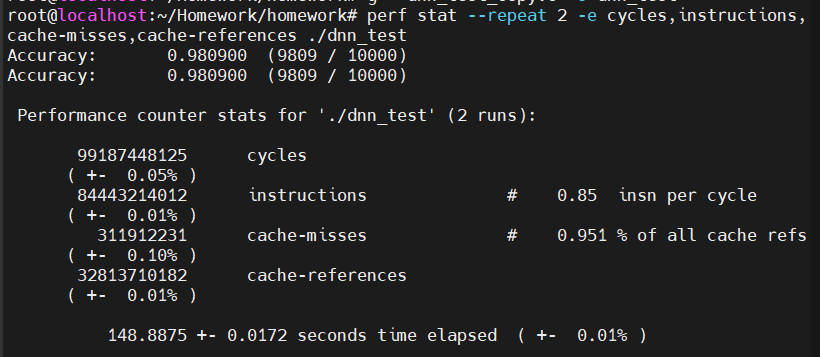 root@localhost:~/Homework/homework# perf stat --repeat 2 -e cycles,instructions,
cache-misses,cache-references ./dnn_test
Accuracy:       0.980900  (9809 / 10000)
Accuracy:       0.980900  (9809 / 10000)
Performance counter stats for './dnn_test' (2 runs):
99187448125      cycles
( +-  0.05% )
84443214012      instructions              #    0.85  insn per cycle
( +-  0.01% )
311912231      cache-misses              #    0.951 % of all cache refs
( +-  0.10% )
32813710182      cache-references
( +-  0.01% )
148.8875 +- 0.0172 seconds time elapsed  ( +-  0.01% )